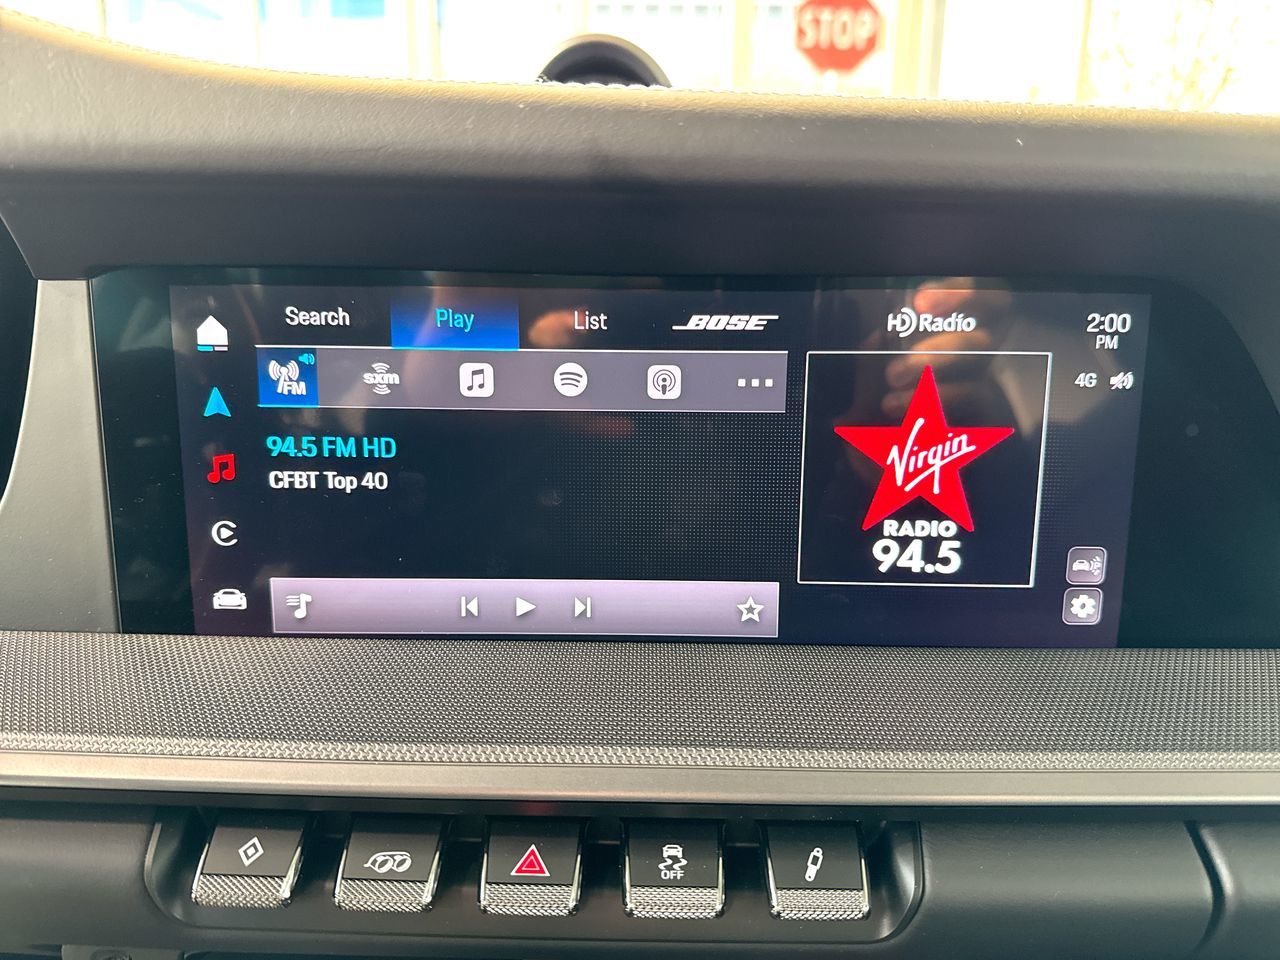 STOP
Search
Play
List
BOSE
HD Radio
2:00
PM
FM
sxm
4G
94.5 FM HD
CFBT Top 40
Virgin
RADIO
94.5
P
OFF